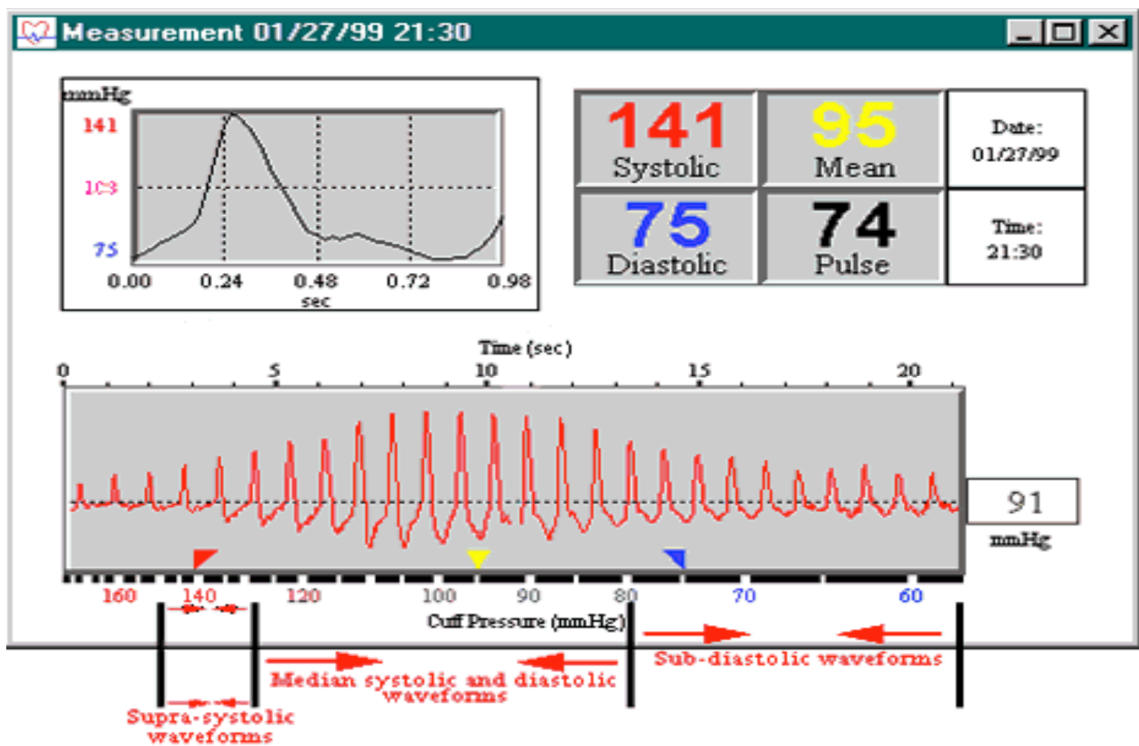 Measurement 01/27/99 21:30
mmHg
141
108
75
0.00 0.24 0.48 0.72 0.98
sec
141
Systolic
95
Mean
Date:
01/27/99
75
Diastolic
74
Pulse
Time:
21:30
Time (sec)
0 5 10 15 20
91
mmHg
160 140 120 100 90 80 70 60
Cuff Pressure (mmHg)
Sub-diastolic waveforms
Median systolic and diastolic
waveforms
Supra-systolic
waveforms